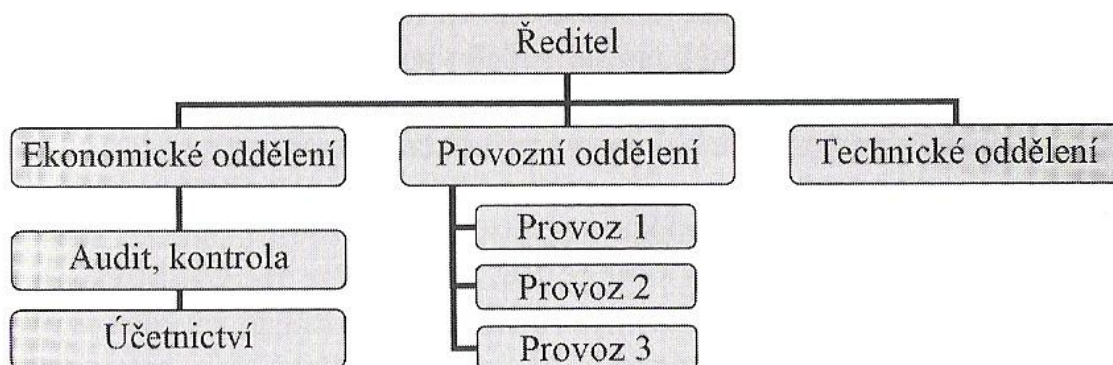 Ředitel
Ekonomické oddělení
Provozní oddělení
Technické oddělení
Audit, kontrola
Účetnictví
Provoz 1
Provoz 2
Provoz 3